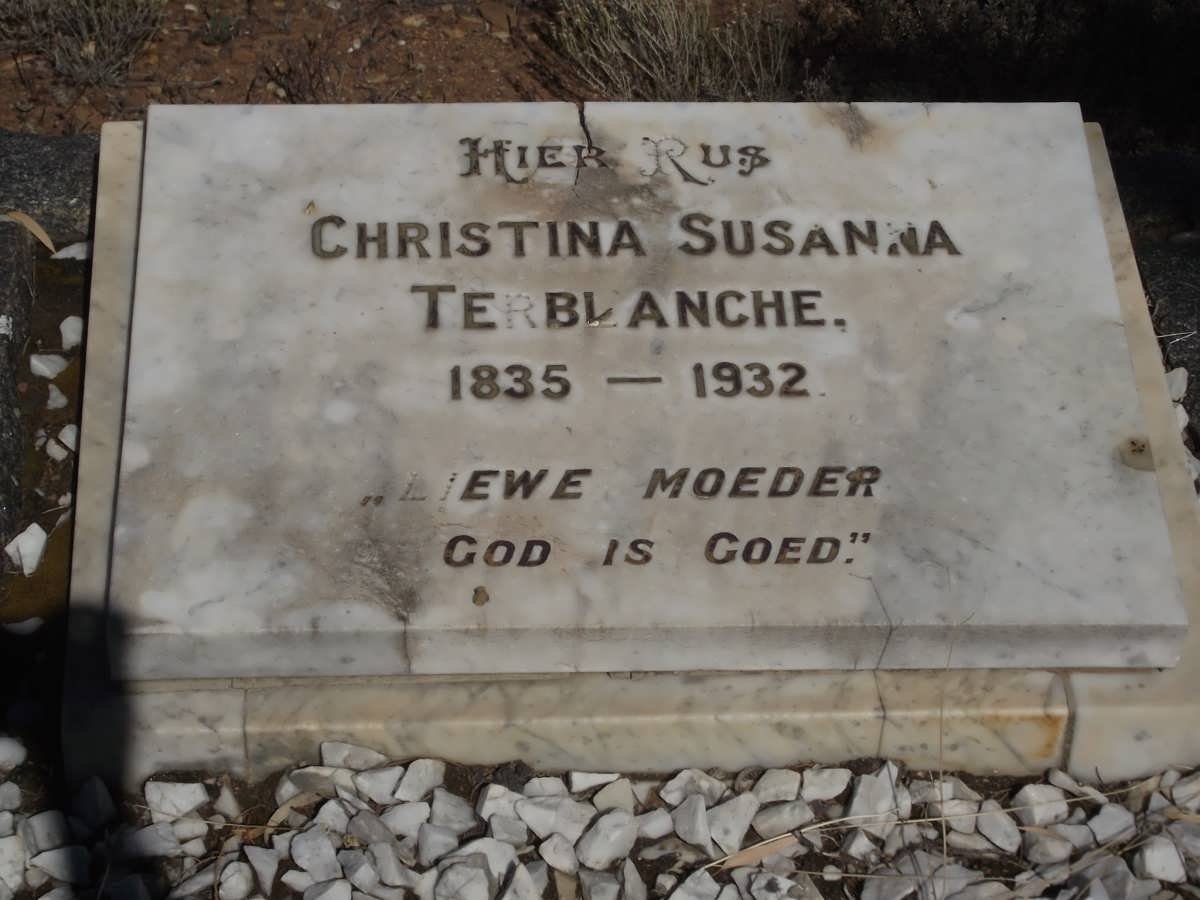 HIER RUS
CHRISTINA SUSANNA
TERBLANCHE.
1835 — 1932.
„LIEWE MOEDER
GOD IS GOED.”